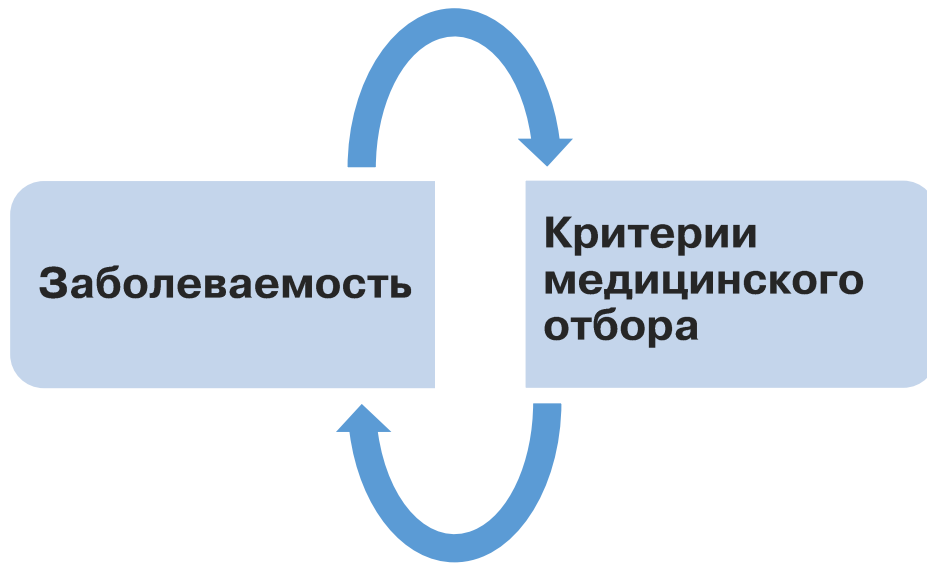 Заболеваемость
Критерии
медицинского
отбора